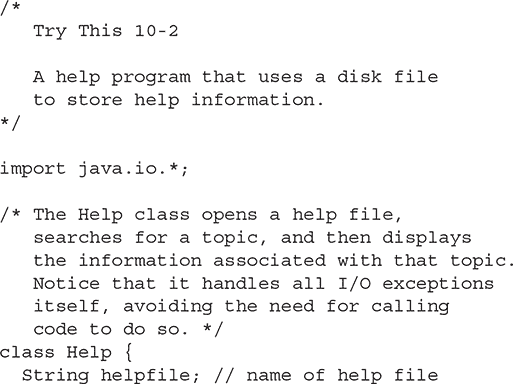 /*
   Try This 10-2

   A help program that uses a disk file
   to store help information.
*/

import java.io.*;

/* The Help class opens a help file,
   searches for a topic, and then displays
   the information associated with that topic.
   Notice that it handles all I/O exceptions
   itself, avoiding the need for calling
   code to do so. */
class Help {
  String helpfile; // name of help file